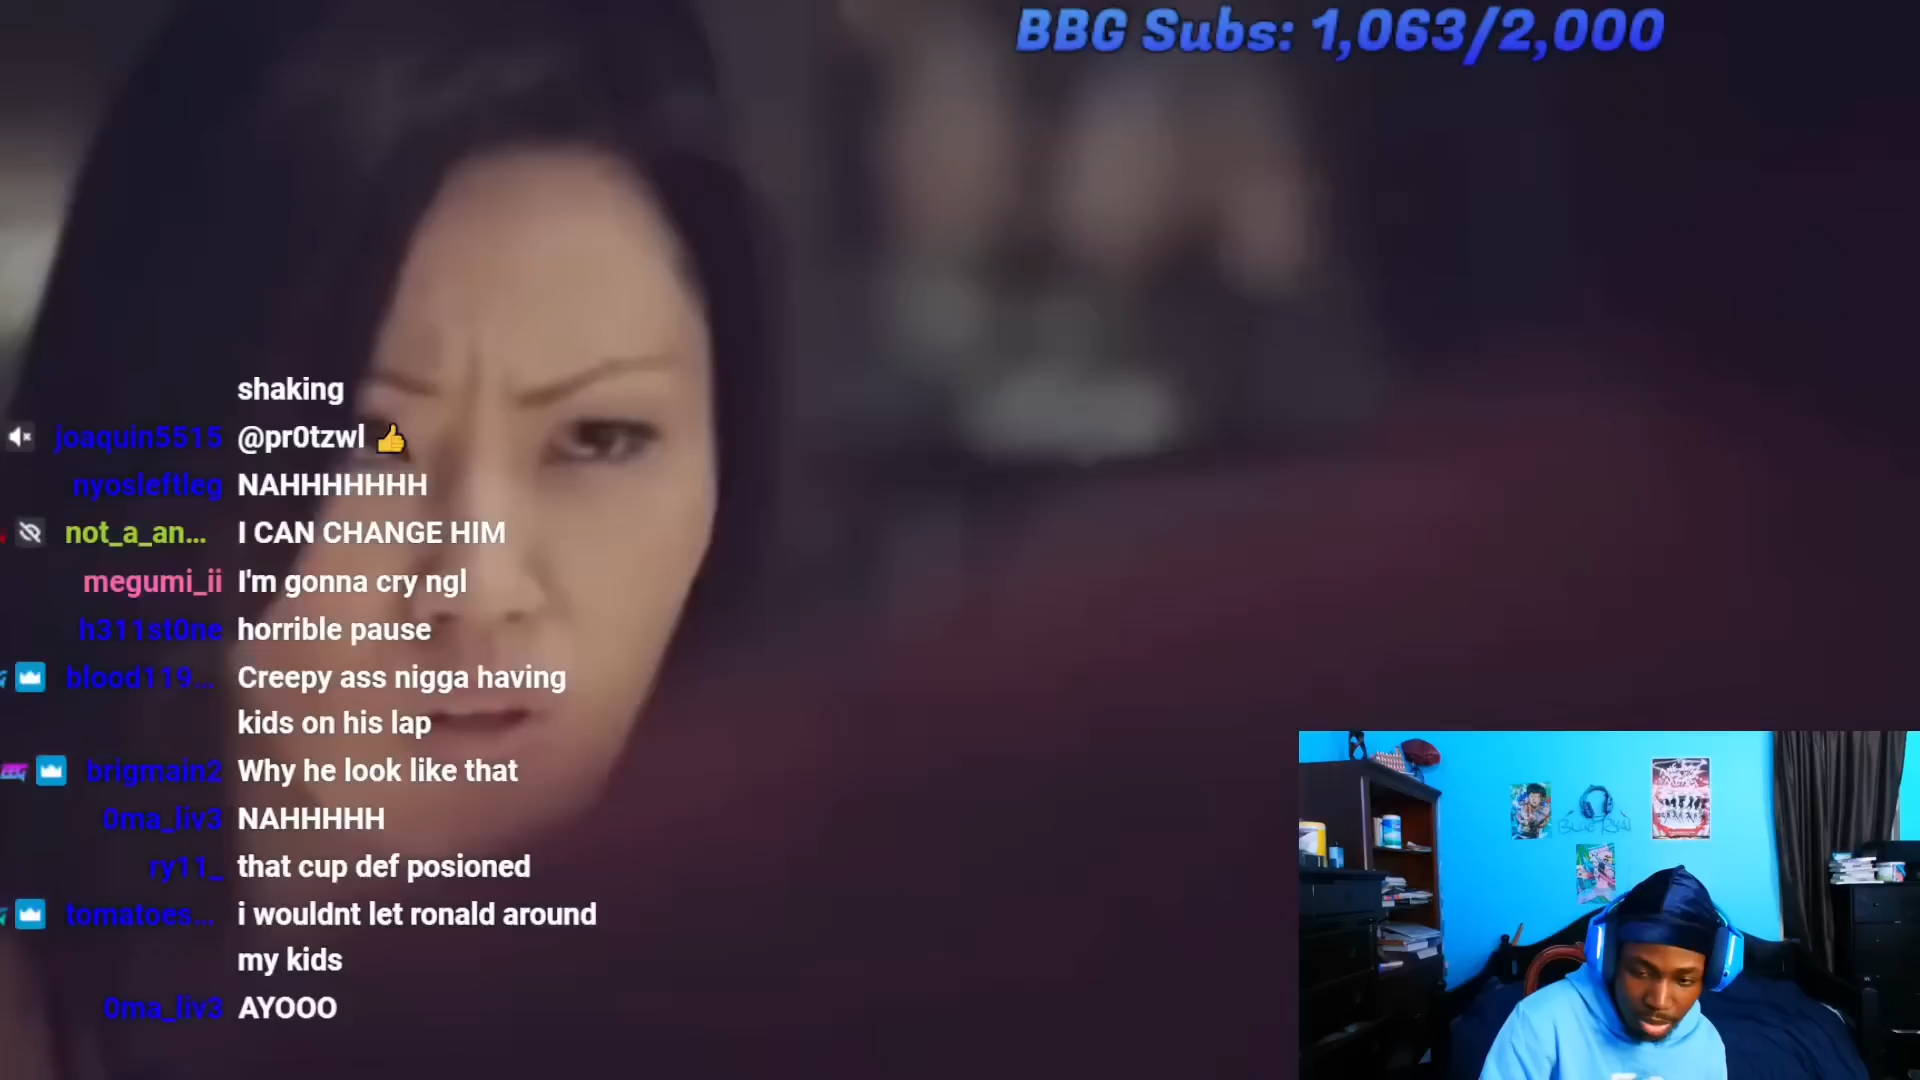 BBG Subs: 1,063/2,000
shaking
joaquin5515 @pr0tzwl 👍
nyosleftleg NAHHHHHHH
not_a_an... I CAN CHANGE HIM
megumi_ii I'm gonna cry ngl
h311st0ne horrible pause
blood119... Creepy ass nigga having
kids on his lap
brigmain2 Why he look like that
0ma_liv3 NAHHHHH
ry11_ that cup def posioned
tomatoes... i wouldnt let ronald around
my kids
0ma_liv3 AYOOO